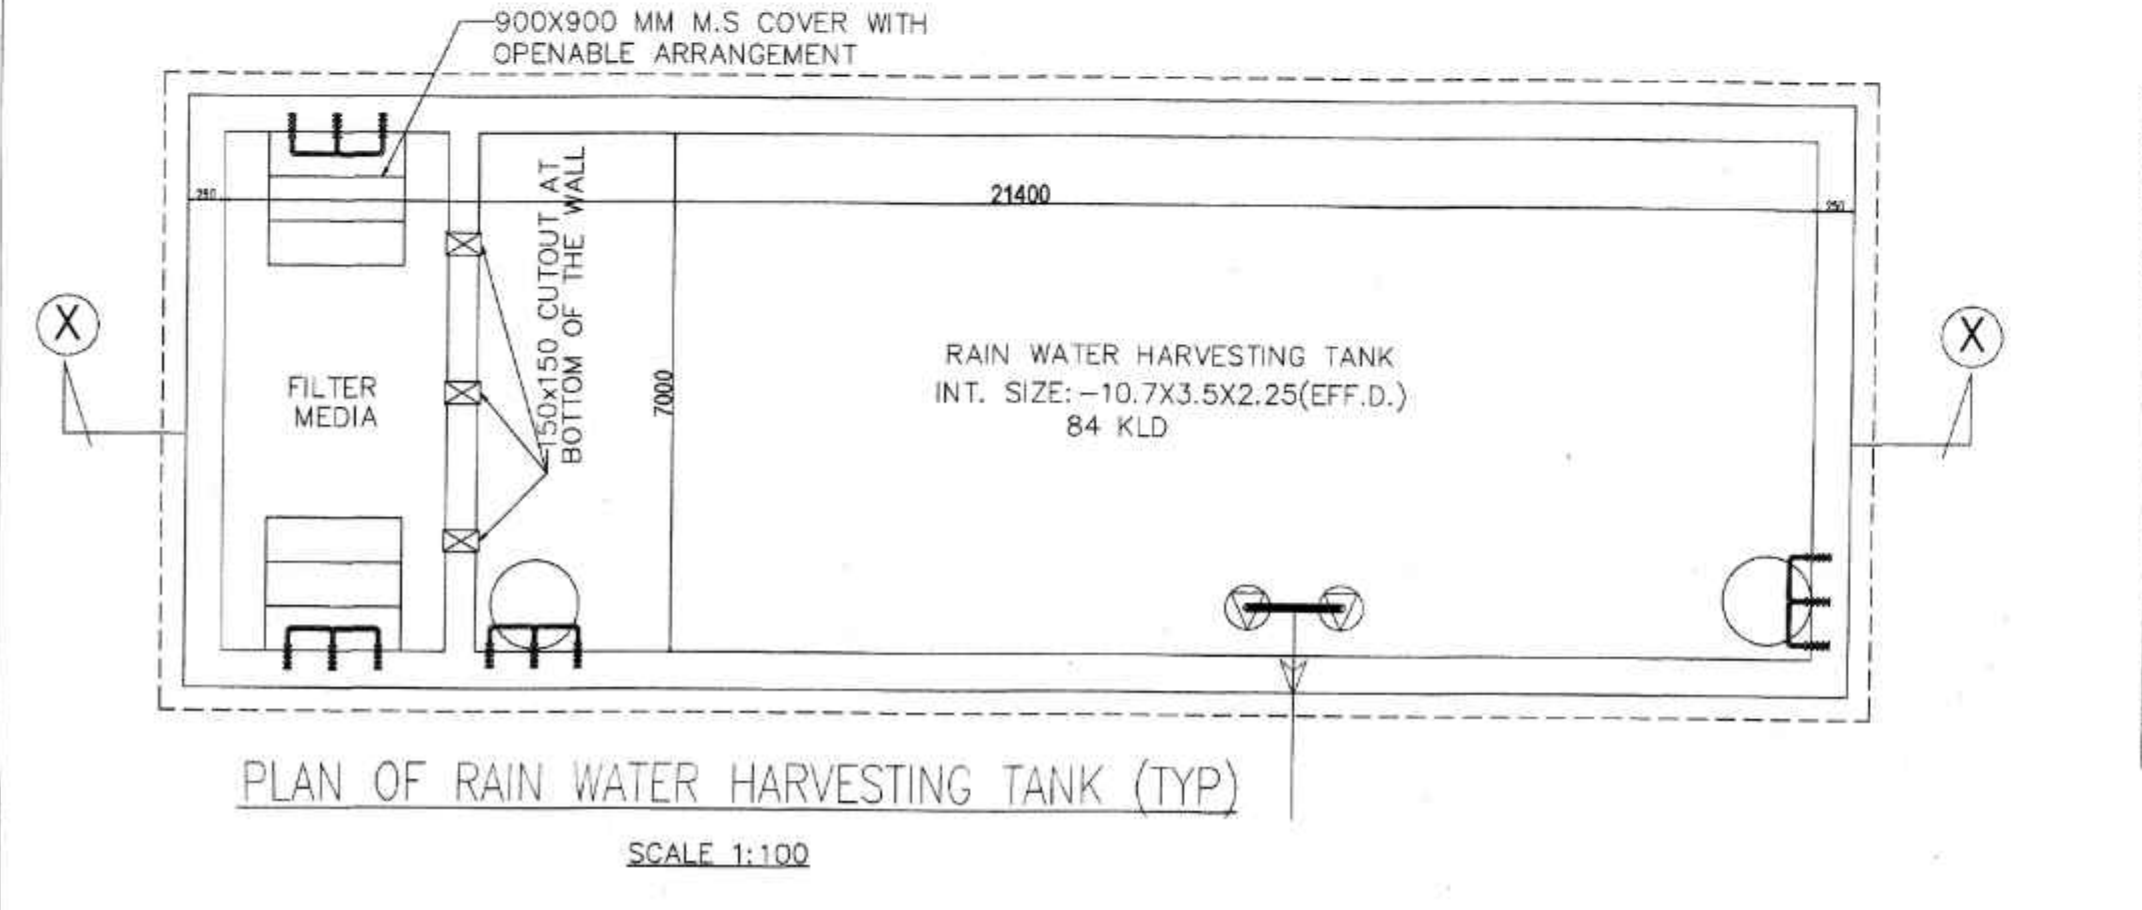 900X900 MM M.S COVER WITH
OPENABLE ARRANGEMENT
250
21400
250
150x150 CUTOUT AT
BOTTOM OF THE WALL
7000
X
X
FILTER
MEDIA
RAIN WATER HARVESTING TANK
INT. SIZE:-10.7X3.5X2.25(EFF.D.)
84 KLD
PLAN OF RAIN WATER HARVESTING TANK (TYP)
SCALE 1:100